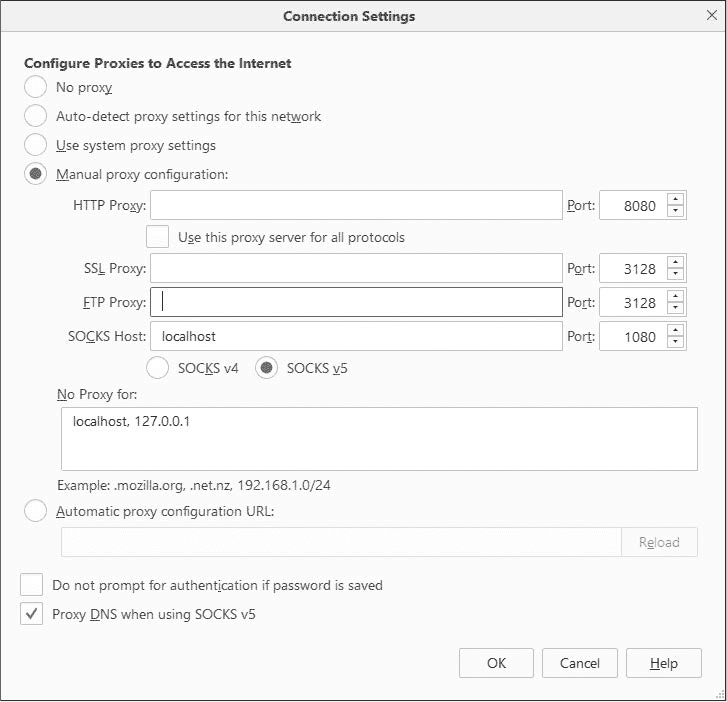 Connection Settings
Configure Proxies to Access the Internet
No proxy
Auto-detect proxy settings for this network
Use system proxy settings
Manual proxy configuration:
HTTP Proxy: Port: 8080
Use this proxy server for all protocols
SSL Proxy: Port: 3128
FTP Proxy: Port: 3128
SOCKS Host: localhost Port: 1080
SOCKS v4 SOCKS v5
No Proxy for:
localhost, 127.0.0.1
Example: .mozilla.org, .net.nz, 192.168.1.0/24
Automatic proxy configuration URL:
Reload
Do not prompt for authentication if password is saved
Proxy DNS when using SOCKS v5
OK Cancel Help